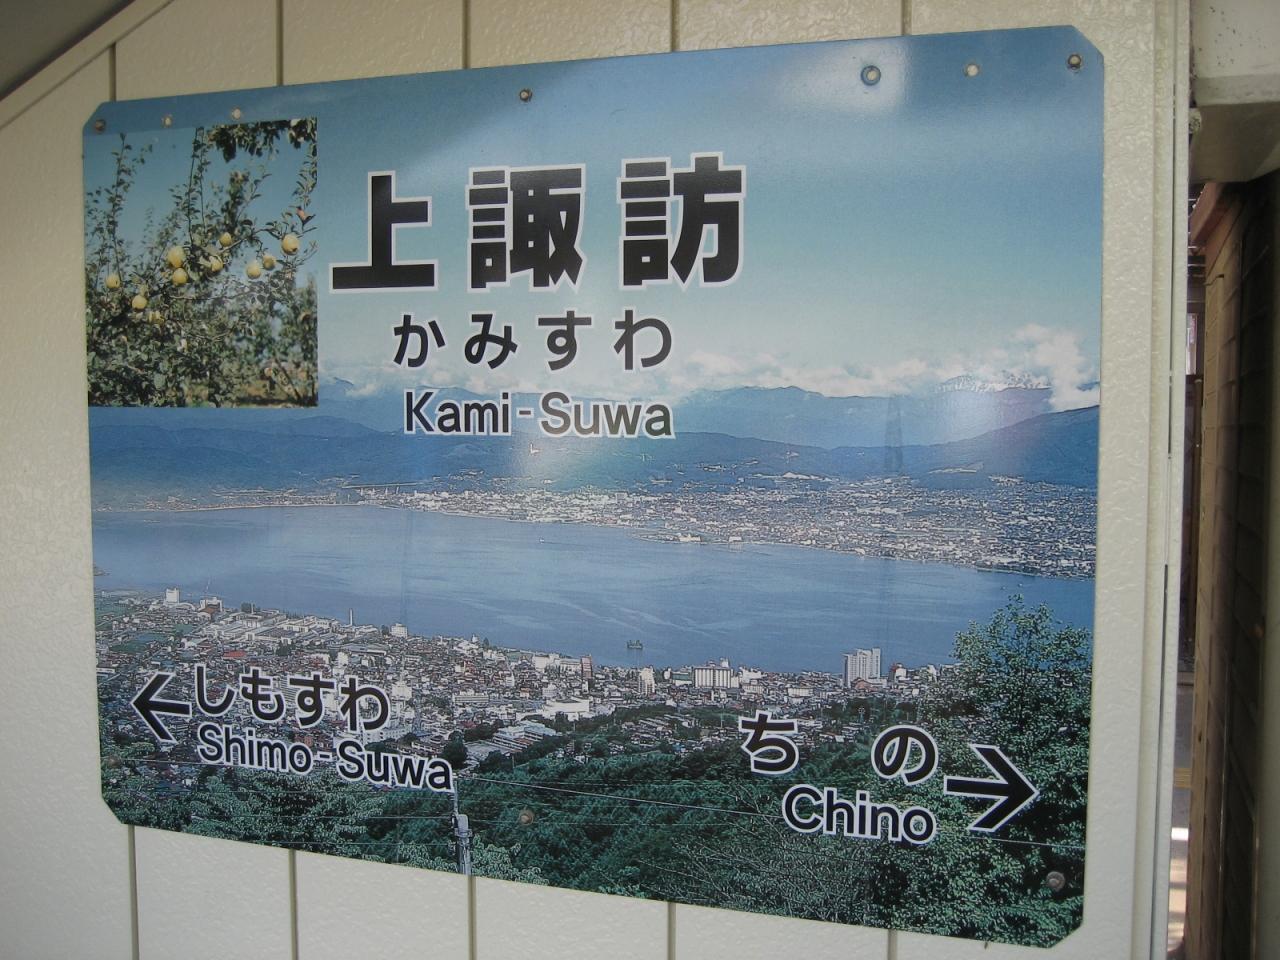 上諏訪
かみすわ
Kami-Suwa
←しもすわ
Shimo-Suwa
ちの→
Chino